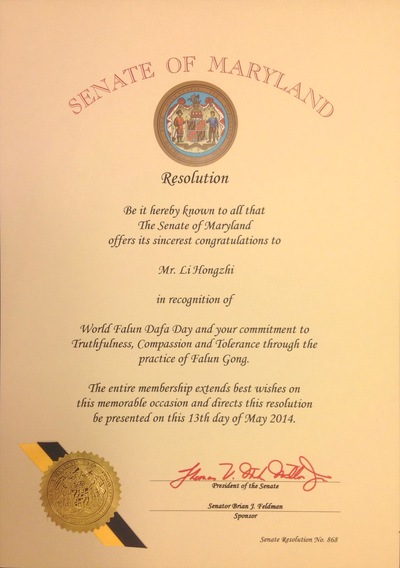 SENATE OF MARYLAND
Resolution
Be it hereby known to all that
The Senate of Maryland
offers its sincerest congratulations to
Mr. Li Hongzhi
in recognition of
World Falun Dafa Day and your commitment to
Truthfulness, Compassion and Tolerance through the
practice of Falun Gong.
The entire membership extends best wishes on
this memorable occasion and directs this resolution
be presented on this 13th day of May 2014.
President of the Senate
Senator Brian J. Feldman
Sponsor
Senate Resolution No. 868